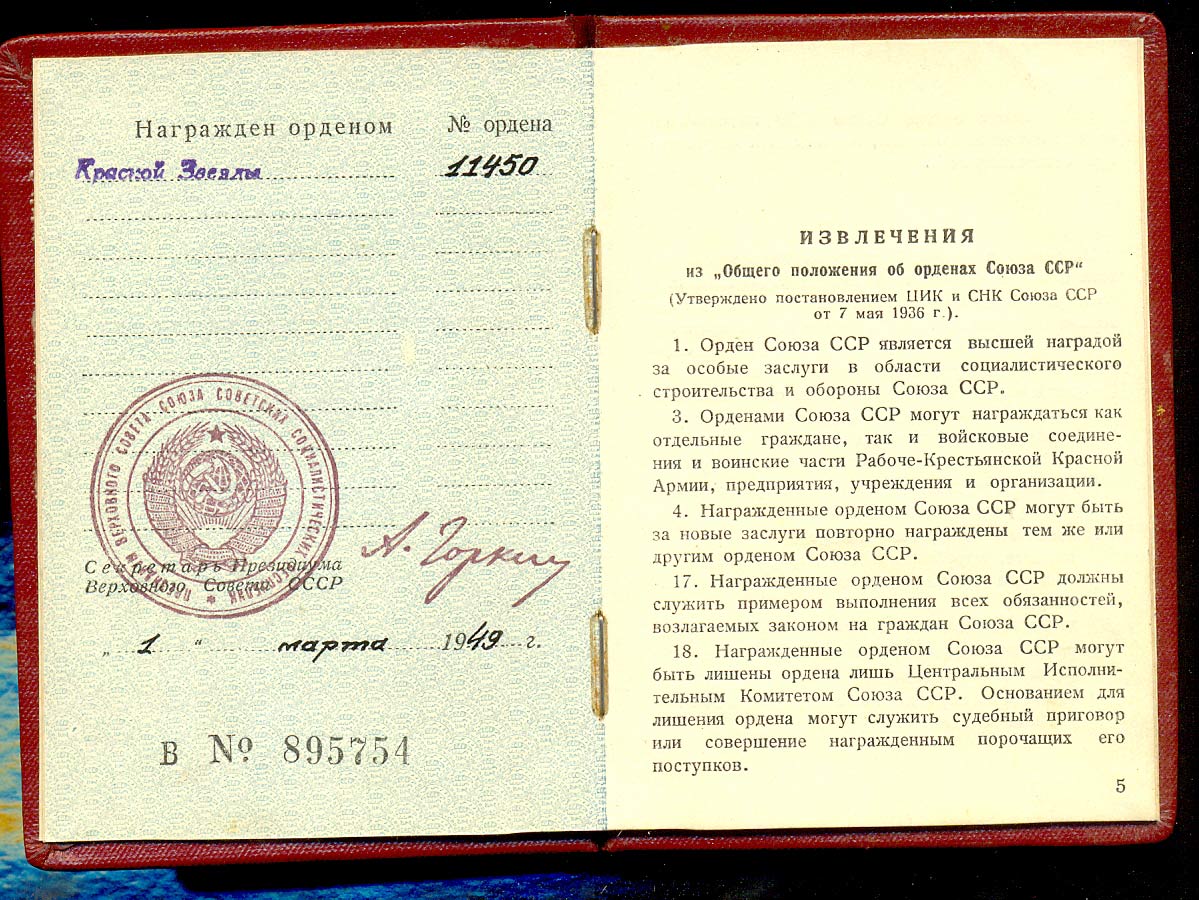 Награжден орденом № ордена
Красной Звезды 11450
ПРЕЗИДИУМ ВЕРХОВНОГО СОВЕТА СОЮЗА СОВЕТСКИХ СОЦИАЛИСТИЧЕСКИХ РЕСПУБЛИК
А. Горкин
Секретарь Президиума
Верховного Совета СССР
„ 1 “ марта 1949 г.
В № 895754
ИЗВЛЕЧЕНИЯ
из „Общего положения об орденах Союза ССР“
(Утверждено постановлением ЦИК и СНК Союза ССР
от 7 мая 1936 г.).
1. Орден Союза ССР является высшей наградой
за особые заслуги в области социалистического
строительства и обороны Союза ССР.
3. Орденами Союза ССР могут награждаться как
отдельные граждане, так и войсковые соедине-
ния и воинские части Рабоче-Крестьянской Красной
Армии, предприятия, учреждения и организации.
4. Награжденные орденом Союза ССР могут быть
за новые заслуги повторно награждены тем же или
другим орденом Союза ССР.
17. Награжденные орденом Союза ССР должны
служить примером выполнения всех обязанностей,
возлагаемых законом на граждан Союза ССР.
18. Награжденные орденом Союза ССР могут
быть лишены ордена лишь Центральным Исполни-
тельным Комитетом Союза ССР. Основанием для
лишения ордена могут служить судебный приговор
или совершение награжденным порочащих его
поступков.
5